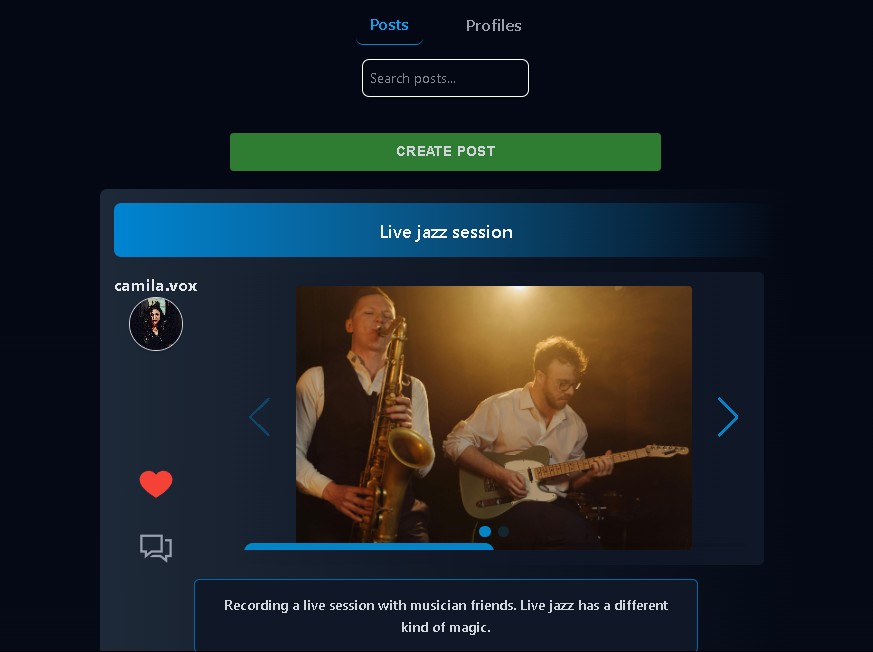 Posts
Profiles
Search posts...
CREATE POST
Live jazz session
camila.vox
Recording a live session with musician friends. Live jazz has a different
kind of magic.